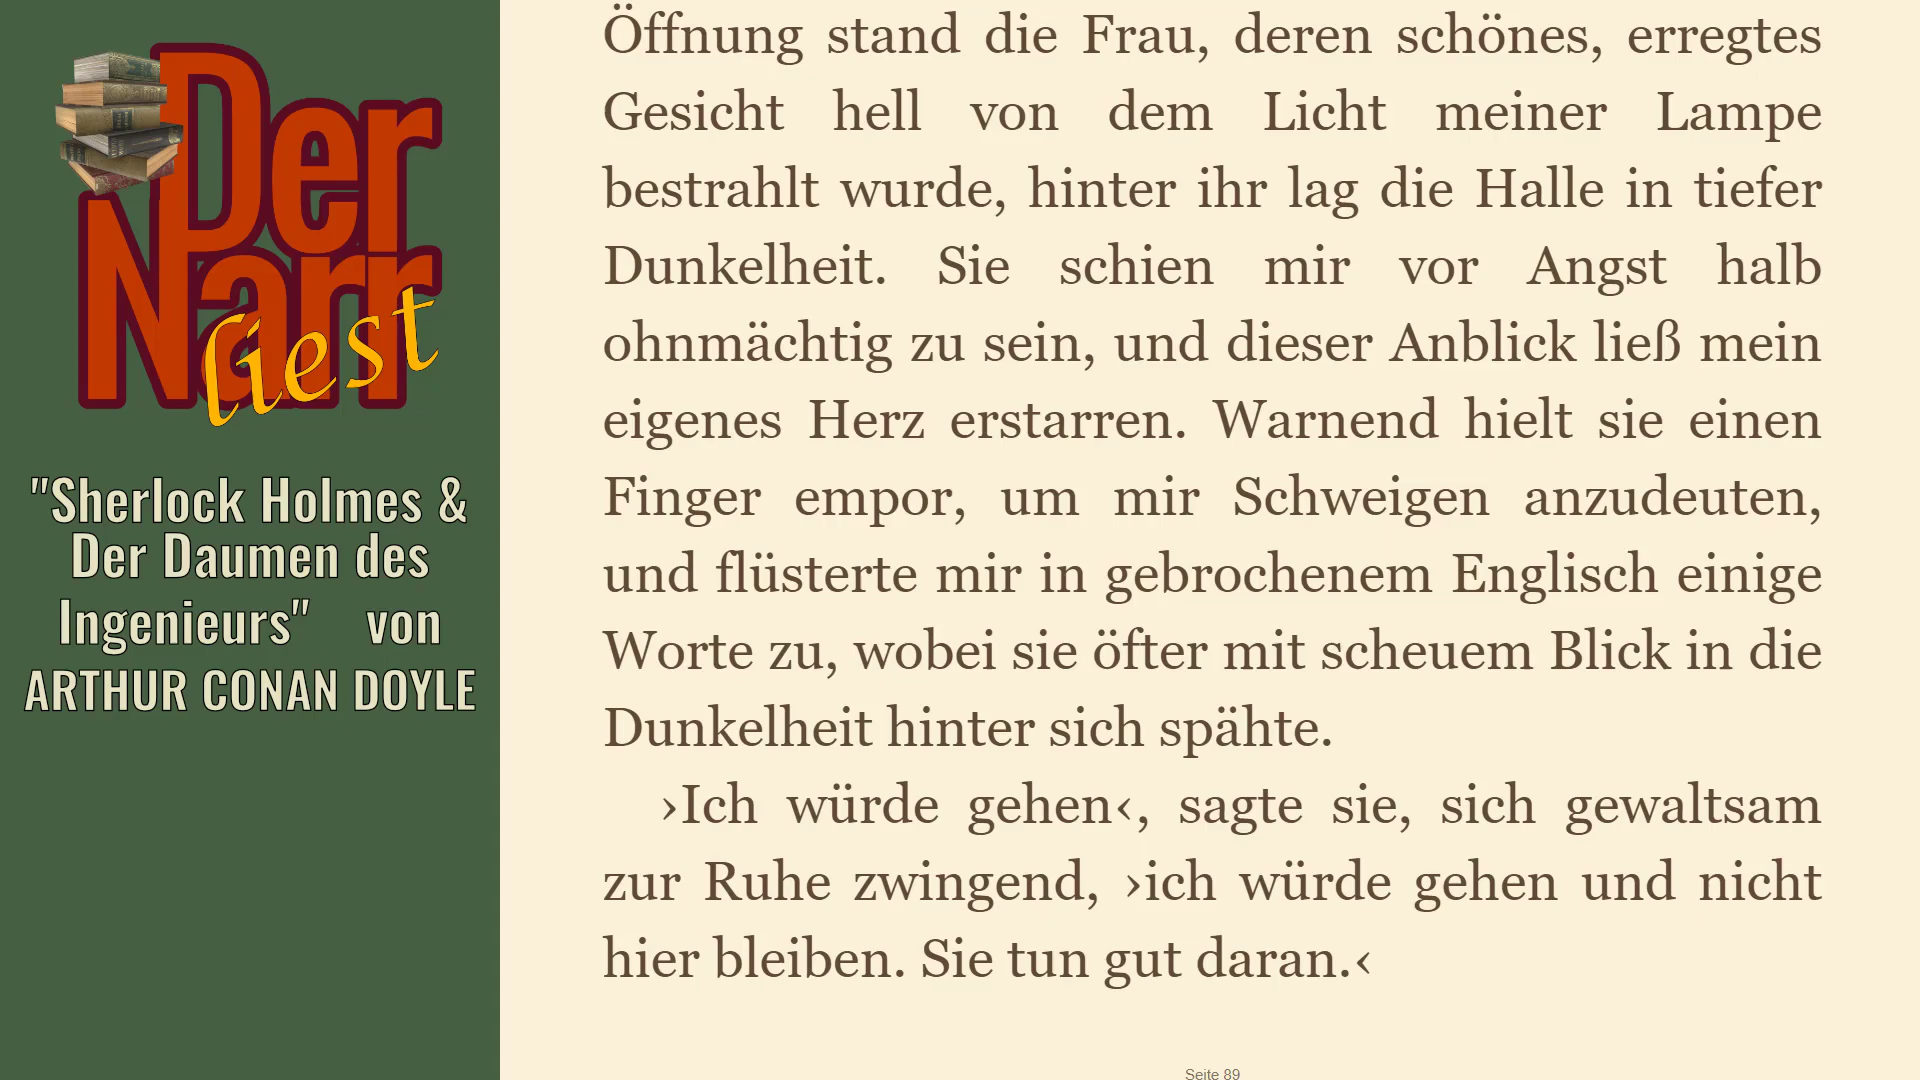 Der
Narr
liest
"Sherlock Holmes &
Der Daumen des
Ingenieurs" von
ARTHUR CONAN DOYLE
Öffnung stand die Frau, deren schönes, erregtes
Gesicht hell von dem Licht meiner Lampe
bestrahlt wurde, hinter ihr lag die Halle in tiefer
Dunkelheit. Sie schien mir vor Angst halb
ohnmächtig zu sein, und dieser Anblick ließ mein
eigenes Herz erstarren. Warnend hielt sie einen
Finger empor, um mir Schweigen anzudeuten,
und flüsterte mir in gebrochenem Englisch einige
Worte zu, wobei sie öfter mit scheuem Blick in die
Dunkelheit hinter sich spähte.
›Ich würde gehen‹, sagte sie, sich gewaltsam
zur Ruhe zwingend, ›ich würde gehen und nicht
hier bleiben. Sie tun gut daran.‹
Seite 89